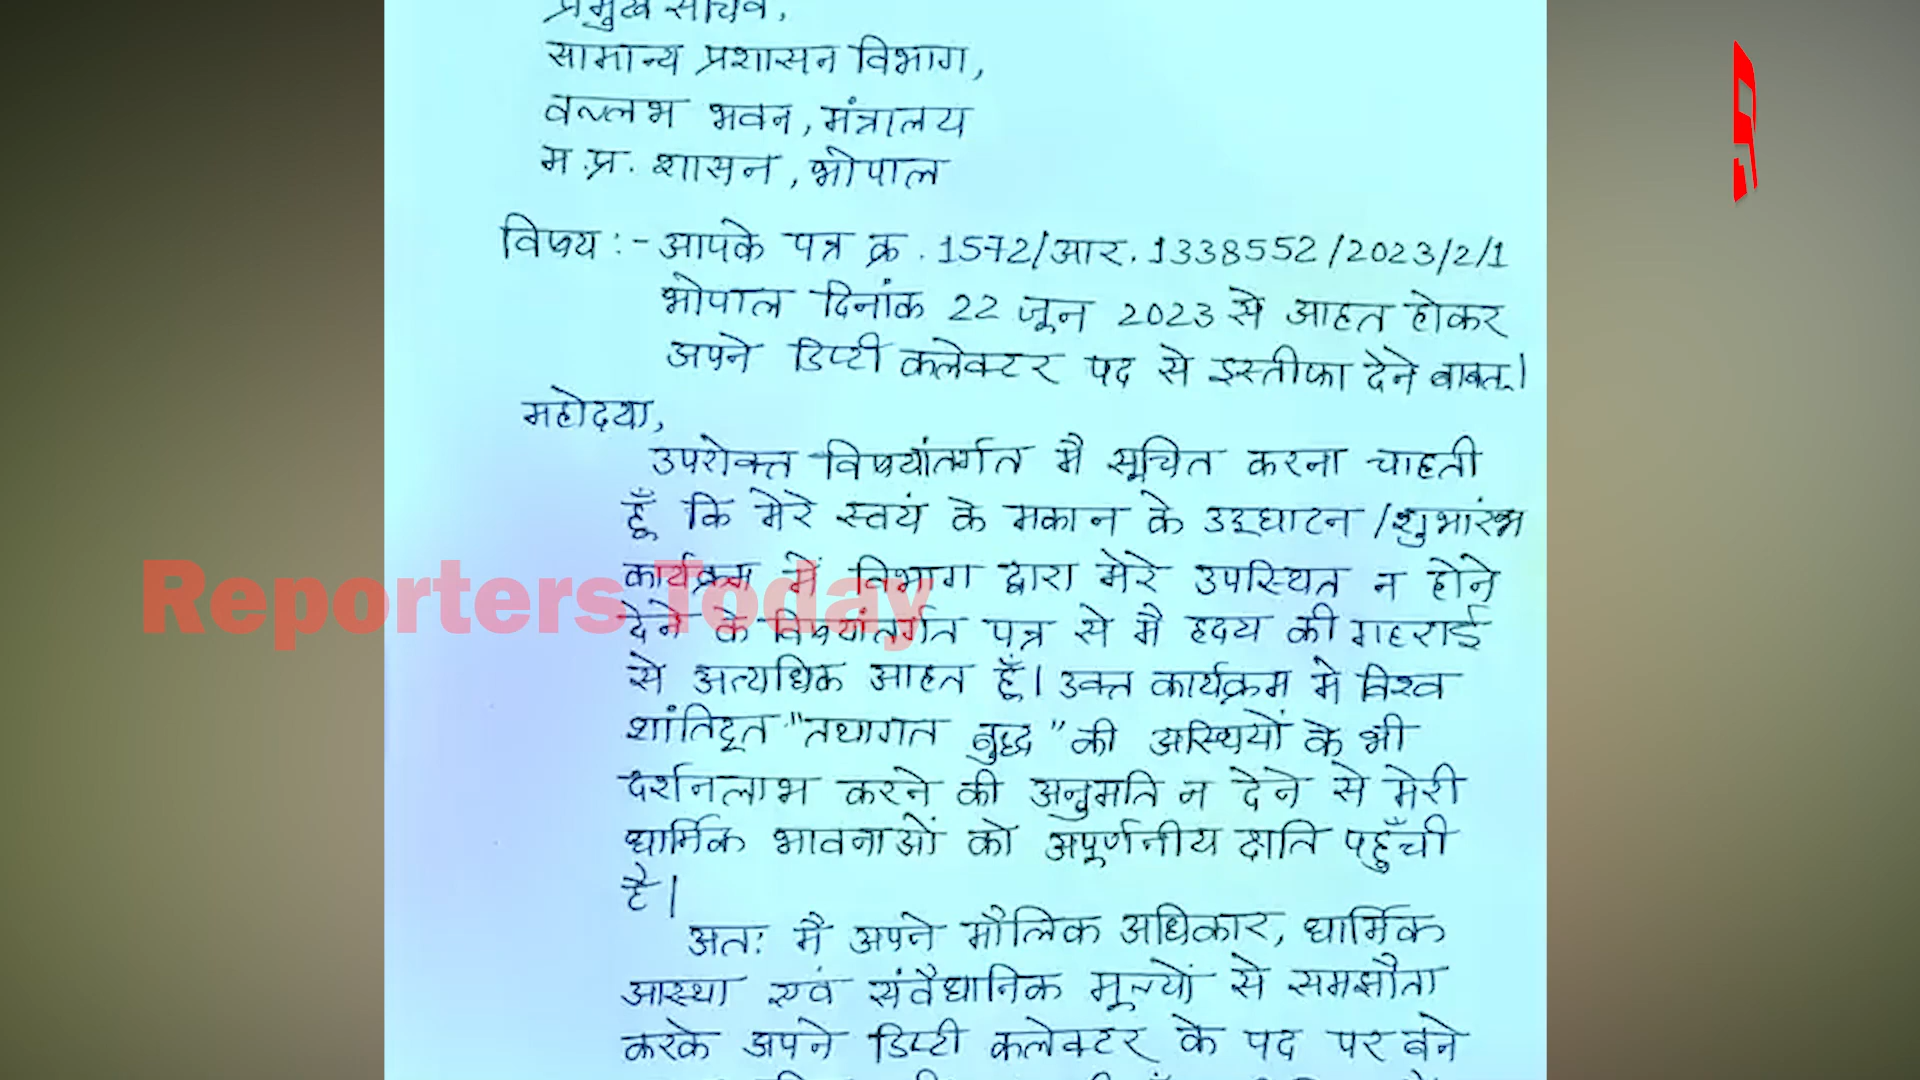 प्रमुख सचिव,
सामान्य प्रशासन विभाग,
वल्लभ भवन, मंत्रालय
म.प्र. शासन, भोपाल
विषय :- आपके पत्र क्र. 1572/आर. 1338552/2023/2/1
भोपाल दिनांक 22 जून 2023 से आहत होकर
अपने डिप्टी कलेक्टर पद से इस्तीफा देने बाबत्।
महोदया,
उपरोक्त विषयांतर्गत मै सूचित करना चाहती
हूँ कि मेरे स्वयं के मकान के उद्घाटन/शुभारंभ
कार्यक्रम में विभाग द्वारा मेरे उपस्थित न होने
देने के विषयांतर्गत पत्र से मै हृदय की गहराई
से अत्यधिक आहत हूँ। उक्त कार्यक्रम मे विश्व
शांतिदूत "तथागत बुद्ध" की अस्थियों के भी
दर्शनलाभ करने की अनुमति न देने से मेरी
धार्मिक भावनाओं को अपूर्णनीय क्षति पहुँची
है।
अतः मै अपने मौलिक अधिकार, धार्मिक
आस्था एवं संवैधानिक मूल्यों से समझौता
करके अपने डिप्टी कलेक्टर के पद पर बने
Reporters Today